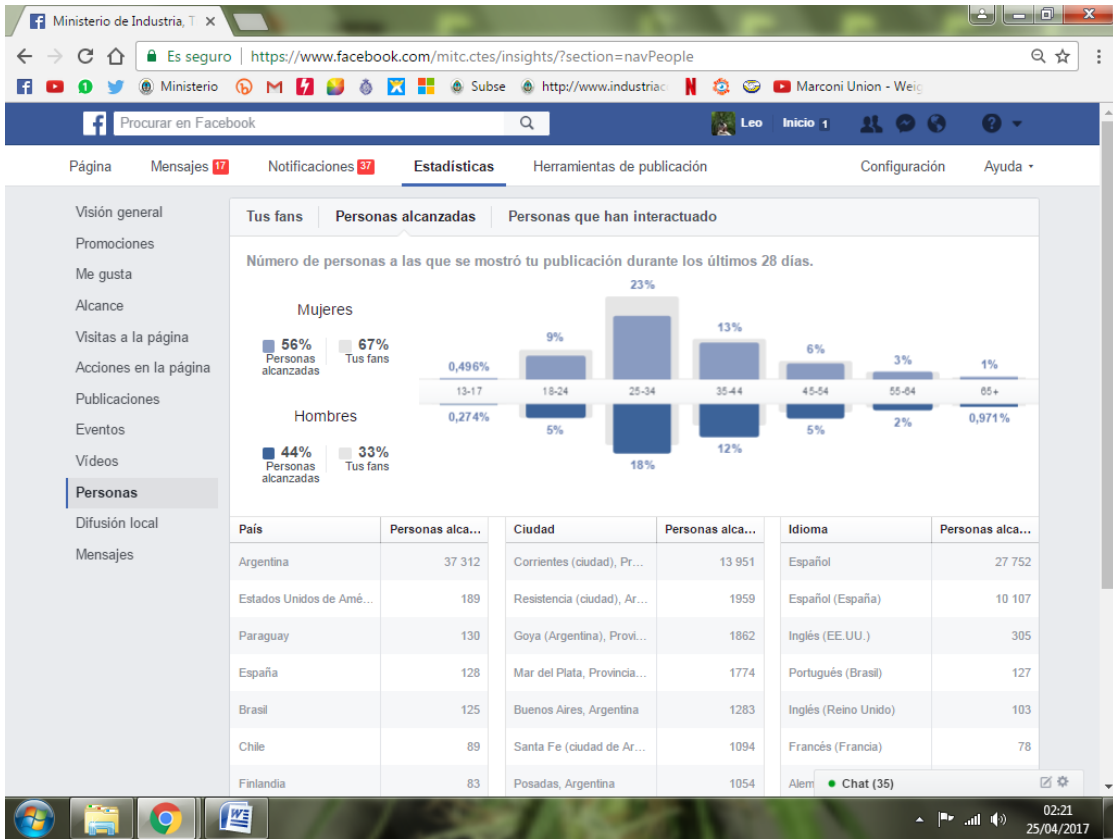 Ministerio de Industria, T
Es seguro | https://www.facebook.com/mitc.ctes/insights/?section=navPeople
Ministerio Subse http://www.industriac Marconi Union - Weig
Procurar en Facebook Leo Inicio 1
Página Mensajes 17 Notificaciones 37 Estadísticas Herramientas de publicación Configuración Ayuda
Visión general
Promociones
Me gusta
Alcance
Visitas a la página
Acciones en la página
Publicaciones
Eventos
Vídeos
Personas
Difusión local
Mensajes
Tus fans Personas alcanzadas Personas que han interactuado
Número de personas a las que se mostró tu publicación durante los últimos 28 días.
Mujeres
56% Personas alcanzadas
67% Tus fans
0,496% 9% 23% 13% 6% 3% 1%
13-17 18-24 25-34 35-44 45-54 55-64 65+
Hombres
44% Personas alcanzadas
33% Tus fans
0,274% 5% 18% 12% 5% 2% 0,971%
País Personas alca... Ciudad Personas alca... Idioma Personas alca...
Argentina 37 312 Corrientes (ciudad), Pr... 13 951 Español 27 752
Estados Unidos de Amé... 189 Resistencia (ciudad), Ar... 1959 Español (España) 10 107
Paraguay 130 Goya (Argentina), Provi... 1862 Inglés (EE.UU.) 305
España 128 Mar del Plata, Provincia... 1774 Portugués (Brasil) 127
Brasil 125 Buenos Aires, Argentina 1283 Inglés (Reino Unido) 103
Chile 89 Santa Fe (ciudad de Ar... 1094 Francés (Francia) 78
Finlandia 83 Posadas, Argentina 1054 Alem
Chat (35)
02:21
25/04/2017